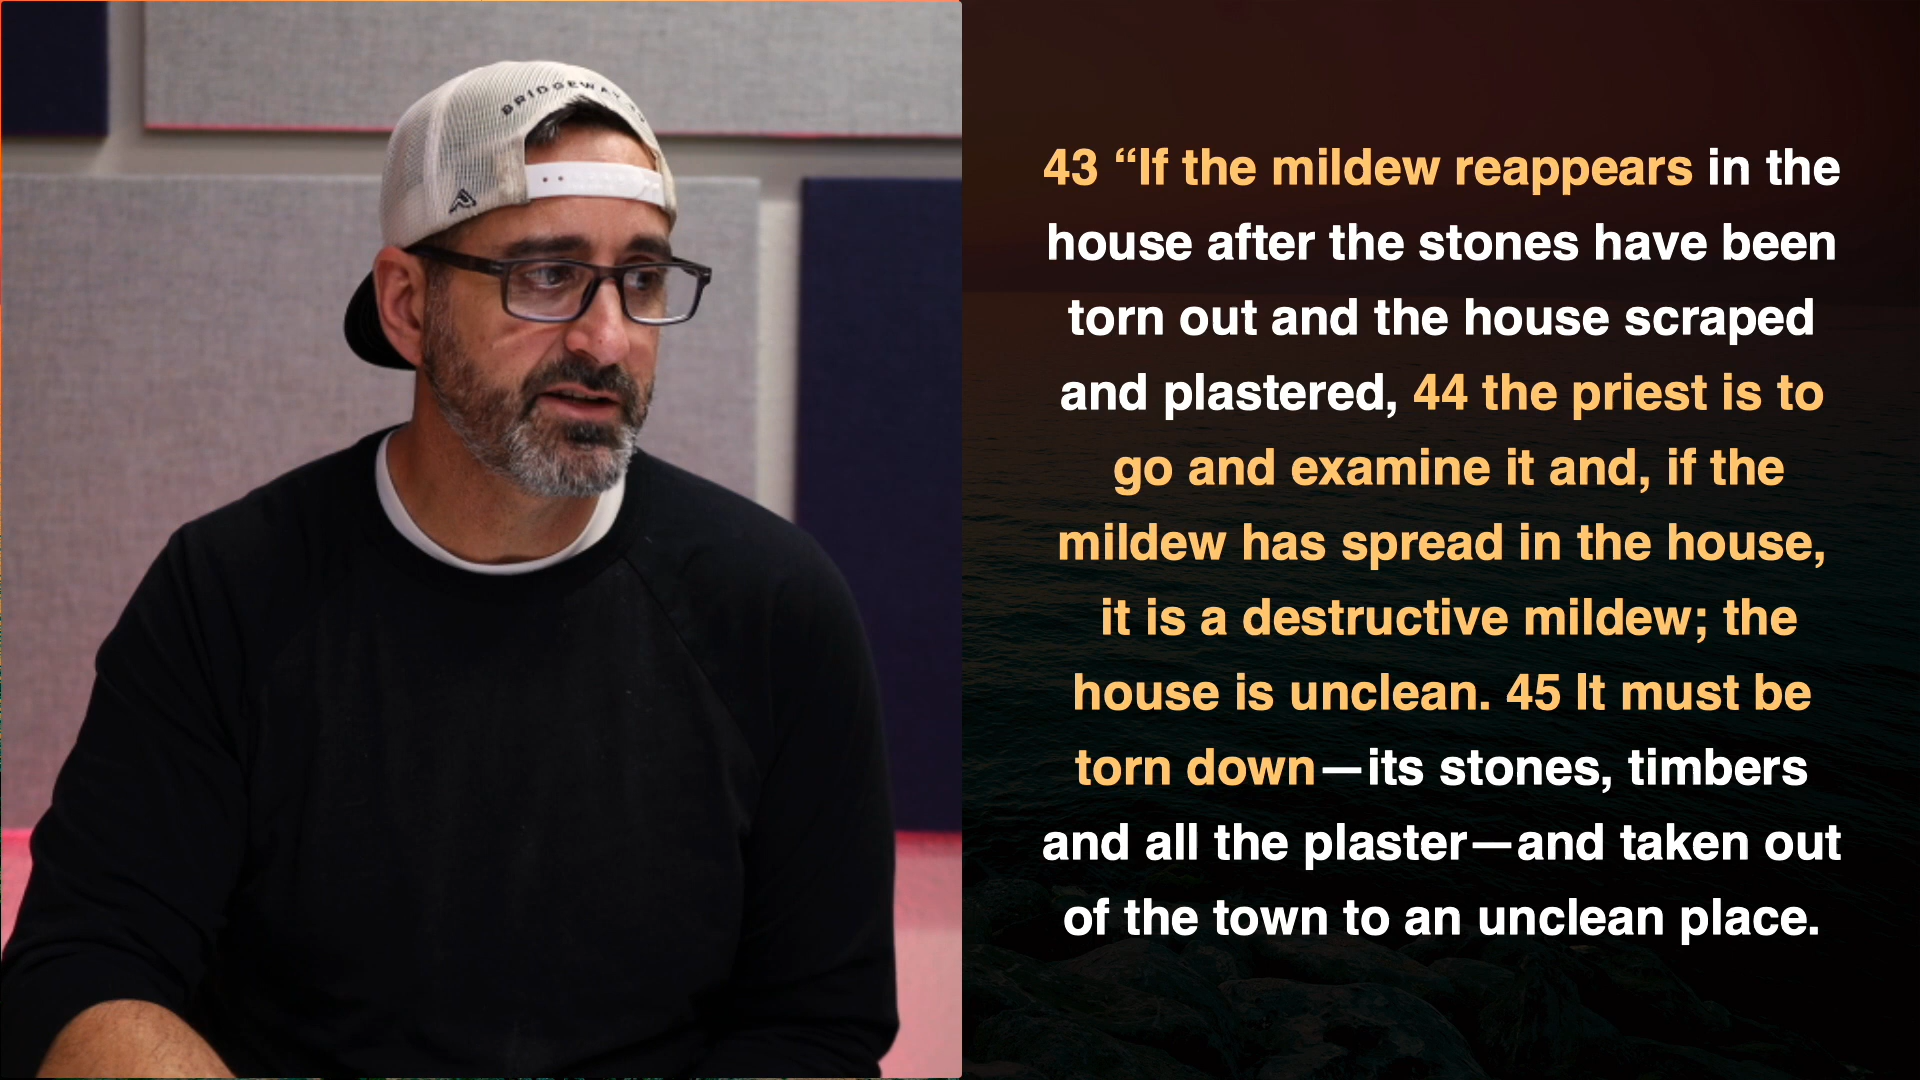 BRIDGEWAY
43 “If the mildew reappears in the
house after the stones have been
torn out and the house scraped
and plastered, 44 the priest is to
go and examine it and, if the
mildew has spread in the house,
it is a destructive mildew; the
house is unclean. 45 It must be
torn down—its stones, timbers
and all the plaster—and taken out
of the town to an unclean place.